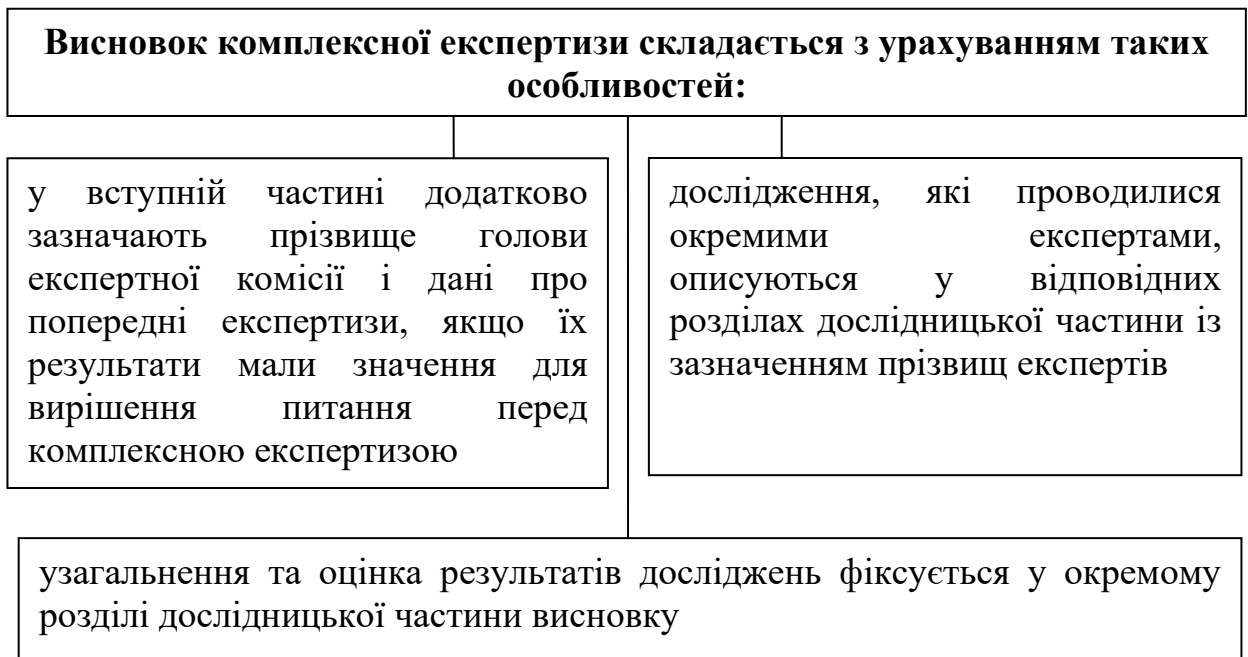 Висновок комплексної експертизи складається з урахуванням таких
особливостей:
у вступній частині додатково
зазначають прізвище голови
експертної комісії і дані про
попередні експертизи, якщо їх
результати мали значення для
вирішення питання перед
комплексною експертизою
дослідження, які проводилися
окремими експертами,
описуються у відповідних
розділах дослідницької частини із
зазначенням прізвищ експертів
узагальнення та оцінка результатів досліджень фіксується у окремому
розділі дослідницької частини висновку